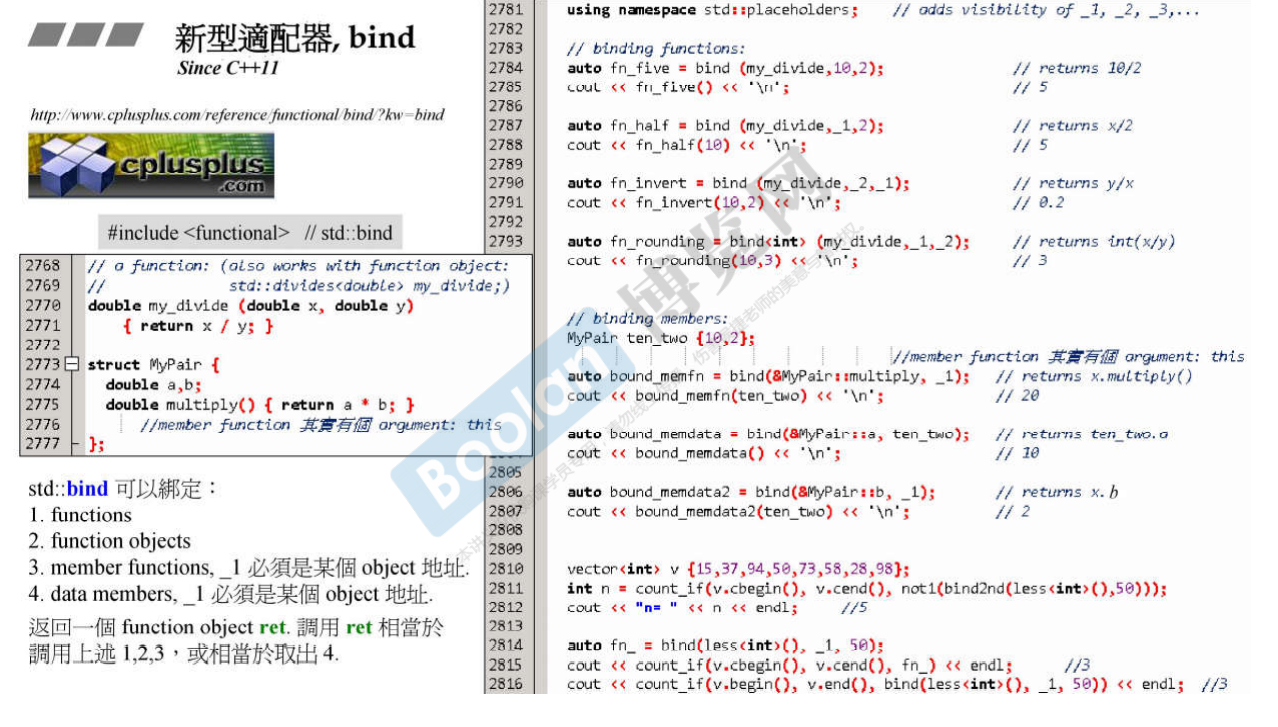 新型適配器, bind
Since C++11
http://www.cplusplus.com/reference/functional/bind/?kw=bind
cplusplus
.com
#include <functional>   // std::bind
2768 // a function: (also works with function object:
2769 //              std::divides<double> my_divide;)
2770 double my_divide (double x, double y)
2771     { return x / y; }
2772
2773 struct MyPair {
2774   double a,b;
2775   double multiply() { return a * b; }
2776       //member function 其實有個 argument: this
2777 };
std::bind 可以綁定：
1. functions
2. function objects
3. member functions, _1 必須是某個 object 地址.
4. data members, _1 必須是某個 object 地址.
返回一個 function object ret. 調用 ret 相當於
調用上述 1,2,3，或相當於取出 4.
2781 using namespace std::placeholders;    // adds visibility of _1, _2, _3,...
2782
2783 // binding functions:
2784 auto fn_five = bind (my_divide,10,2);               // returns 10/2
2785 cout << fn_five() << '\n';                          // 5
2786
2787 auto fn_half = bind (my_divide,_1,2);               // returns x/2
2788 cout << fn_half(10) << '\n';                        // 5
2789
2790 auto fn_invert = bind (my_divide,_2,_1);            // returns y/x
2791 cout << fn_invert(10,2) << '\n';                    // 0.2
2792
2793 auto fn_rounding = bind<int> (my_divide,_1,_2);     // returns int(x/y)
cout << fn_rounding(10,3) << '\n';                  // 3
// binding members:
MyPair ten_two {10,2};
//member function 其實有個 argument: this
auto bound_memfn = bind(&MyPair::multiply, _1);   // returns x.multiply()
cout << bound_memfn(ten_two) << '\n';             // 20
auto bound_memdata = bind(&MyPair::a, ten_two);   // returns ten_two.a
cout << bound_memdata() << '\n';                  // 10
2805
2806 auto bound_memdata2 = bind(&MyPair::b, _1);       // returns x.b
2807 cout << bound_memdata2(ten_two) << '\n';          // 2
2808
2809
2810 vector<int> v {15,37,94,50,73,58,28,98};
2811 int n = count_if(v.cbegin(), v.cend(), not1(bind2nd(less<int>(),50)));
2812 cout << "n= " << n << endl;     //5
2813
2814 auto fn_ = bind(less<int>(), _1, 50);
2815 cout << count_if(v.cbegin(), v.cend(), fn_) << endl;      //3
2816 cout << count_if(v.begin(), v.end(), bind(less<int>(), _1, 50)) << endl;  //3
Boolan 博览网